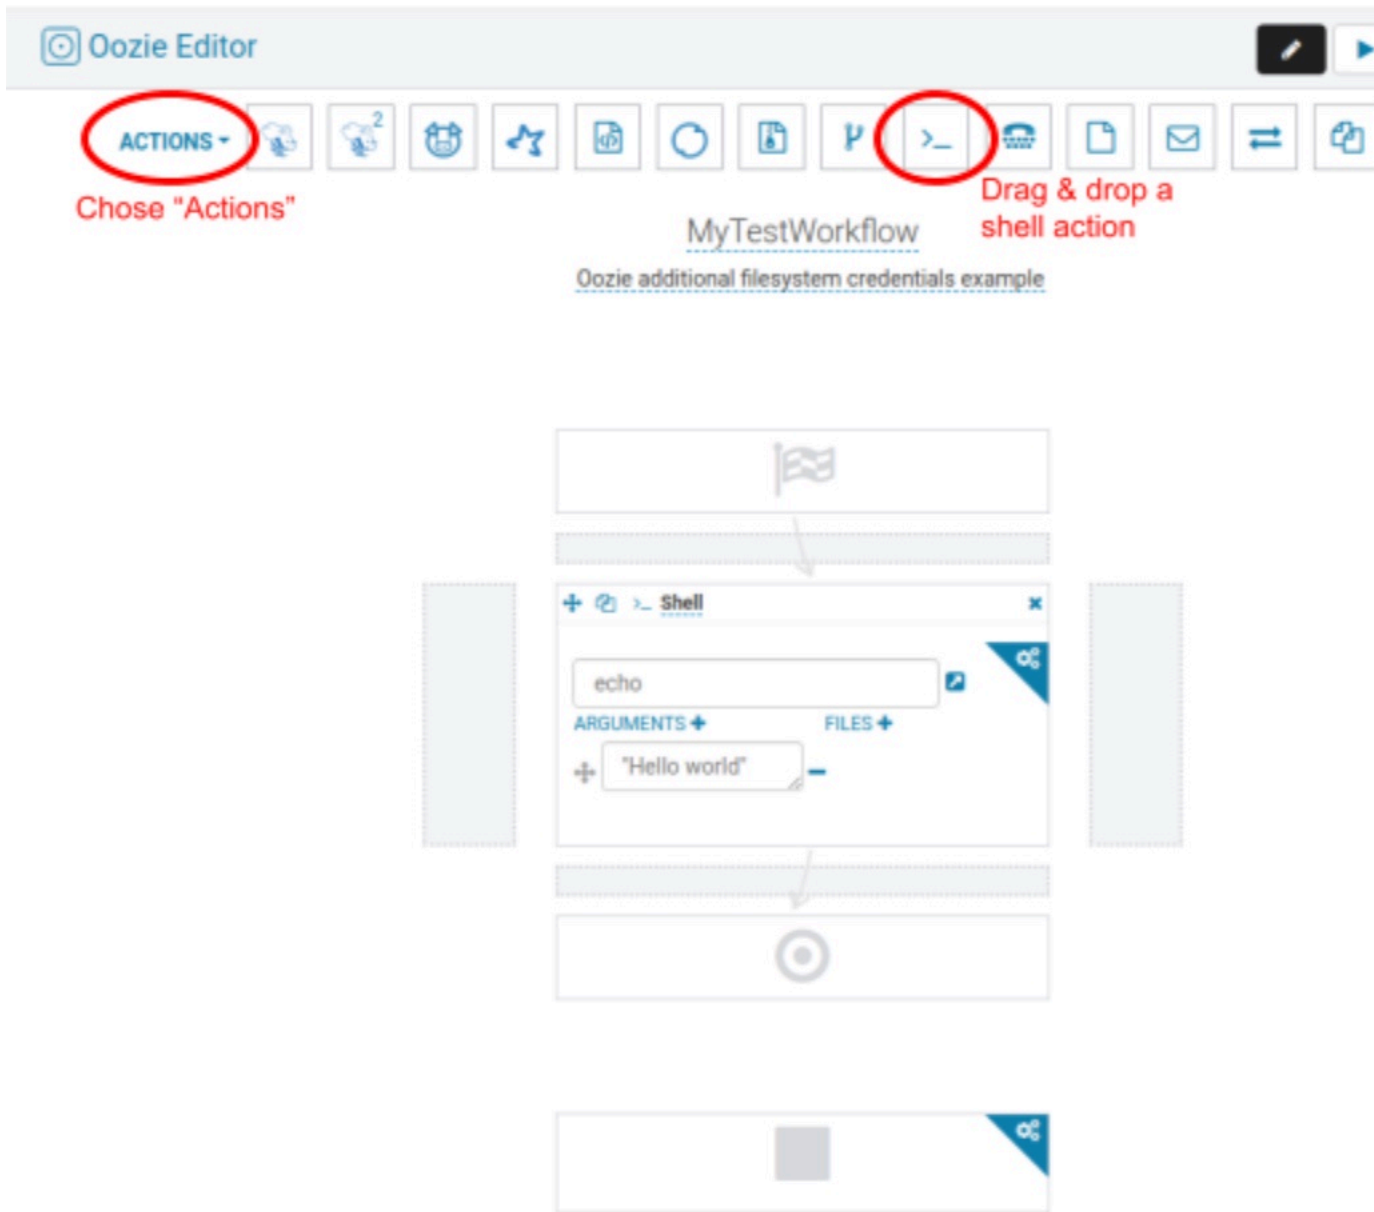 Oozie Editor
ACTIONS
2
>_
Chose “Actions”
Drag & drop a
shell action
MyTestWorkflow
Oozie additional filesystem credentials example
>_ Shell
echo
ARGUMENTS FILES
"Hello world"